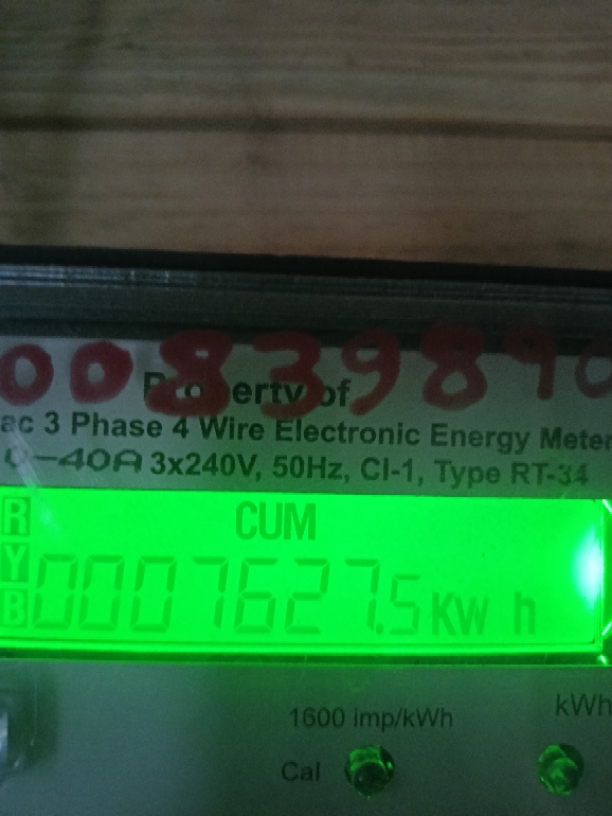 00839890
Property of
ac 3 Phase 4 Wire Electronic Energy Meter
0-40A 3x240V, 50Hz, Cl-1, Type RT-34
R CUM
Y
B 0007627.5 Kw h
1600 imp/kWh kWh
Cal